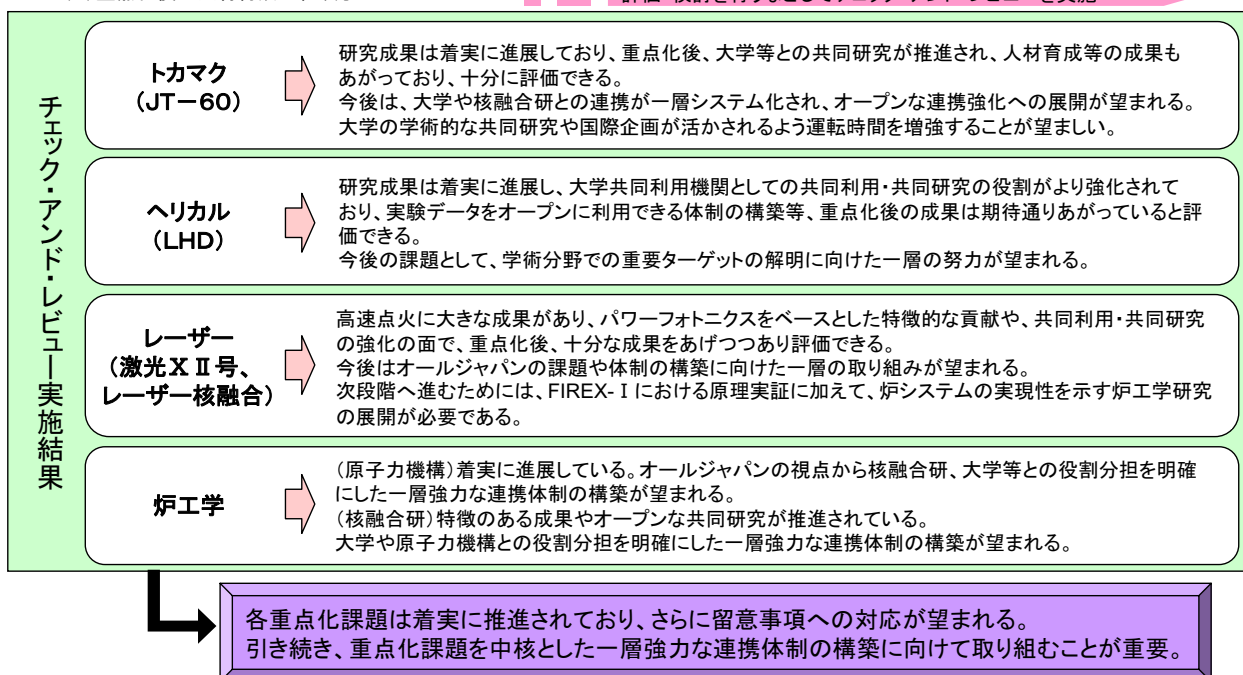 チェック・アンド・レビュー実施結果
トカマク
(JT-60)
研究成果は着実に進展しており、重点化後、大学等との共同研究が推進され、人材育成等の成果も
あがっており、十分に評価できる。
今後は、大学や核融合研との連携が一層システム化され、オープンな連携強化への展開が望まれる。
大学の学術的な共同研究や国際企画が活かされるよう運転時間を増強することが望ましい。
ヘリカル
(LHD)
研究成果は着実に進展し、大学共同利用機関としての共同利用・共同研究の役割がより強化されて
おり、実験データをオープンに利用できる体制の構築等、重点化後の成果は期待通りあがっていると評
価できる。
今後の課題として、学術分野での重要ターゲットの解明に向けた一層の努力が望まれる。
レーザー
(激光ⅩⅡ号、
レーザー核融合)
高速点火に大きな成果があり、パワーフォトニクスをベースとした特徴的な貢献や、共同利用・共同研究
の強化の面で、重点化後、十分な成果をあげつつあり評価できる。
今後はオールジャパンの課題や体制の構築に向けた一層の取り組みが望まれる。
次段階へ進むためには、FIREX-Ⅰにおける原理実証に加えて、炉システムの実現性を示す炉工学研究
の展開が必要である。
炉工学
(原子力機構)着実に進展している。オールジャパンの視点から核融合研、大学等との役割分担を明確
にした一層強力な連携体制の構築が望まれる。
(核融合研)特徴のある成果やオープンな共同研究が推進されている。
大学や原子力機構との役割分担を明確にした一層強力な連携体制の構築が望まれる。
各重点化課題は着実に推進されており、さらに留意事項への対応が望まれる。
引き続き、重点化課題を中核とした一層強力な連携体制の構築に向けて取り組むことが重要。